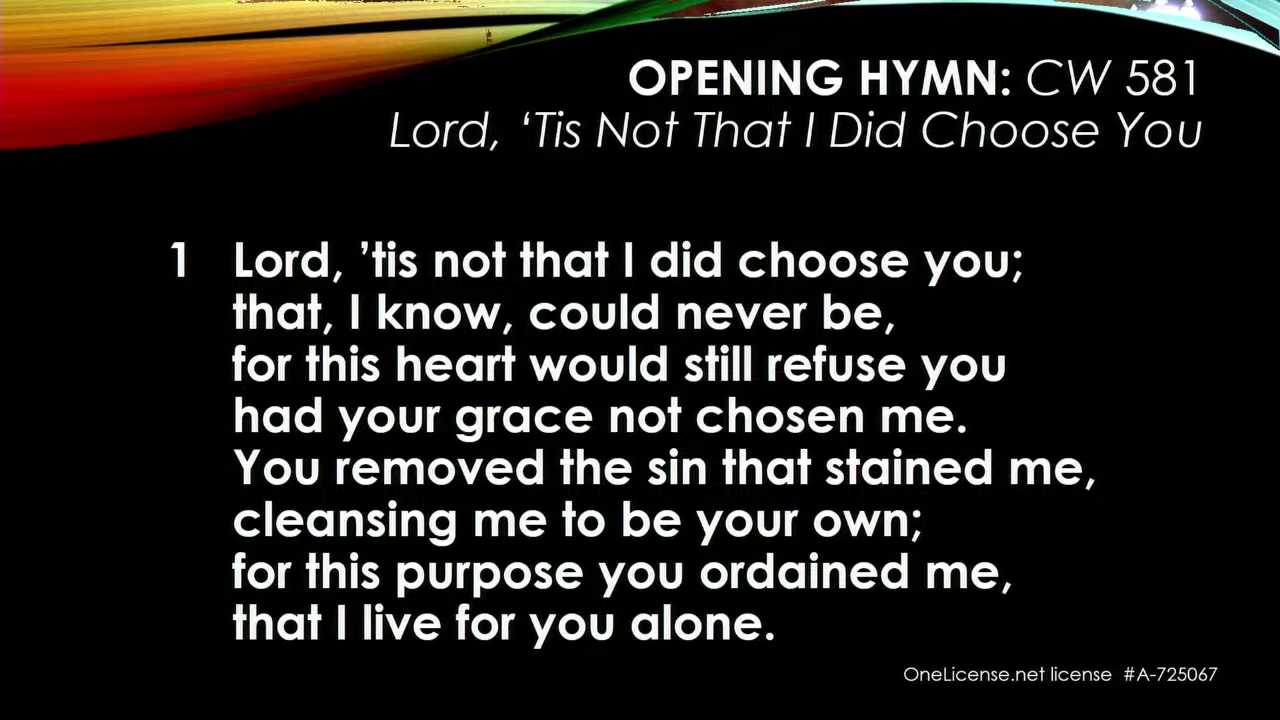 OPENING HYMN: CW 581
Lord, ‘Tis Not That I Did Choose You
1 Lord, ’tis not that I did choose you;
that, I know, could never be,
for this heart would still refuse you
had your grace not chosen me.
You removed the sin that stained me,
cleansing me to be your own;
for this purpose you ordained me,
that I live for you alone.
OneLicense.net license #A-725067